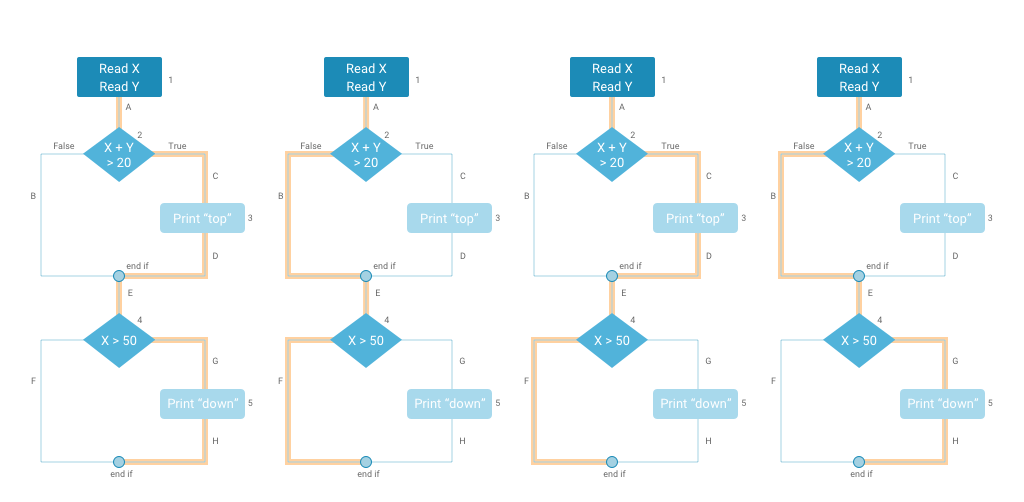 Read X
Read Y
1
A
2
False
True
X + Y
> 20
B
C
Print “top”
3
D
end if
E
4
X > 50
F
G
Print “down”
5
H
end if
Read X
Read Y
1
A
2
False
True
X + Y
> 20
B
C
Print “top”
3
D
end if
E
4
X > 50
F
G
Print “down”
5
H
end if
Read X
Read Y
1
A
2
False
True
X + Y
> 20
B
C
Print “top”
3
D
end if
E
4
X > 50
F
G
Print “down”
5
H
end if
Read X
Read Y
1
A
2
False
True
X + Y
> 20
B
C
Print “top”
3
D
end if
E
4
X > 50
F
G
Print “down”
5
H
end if